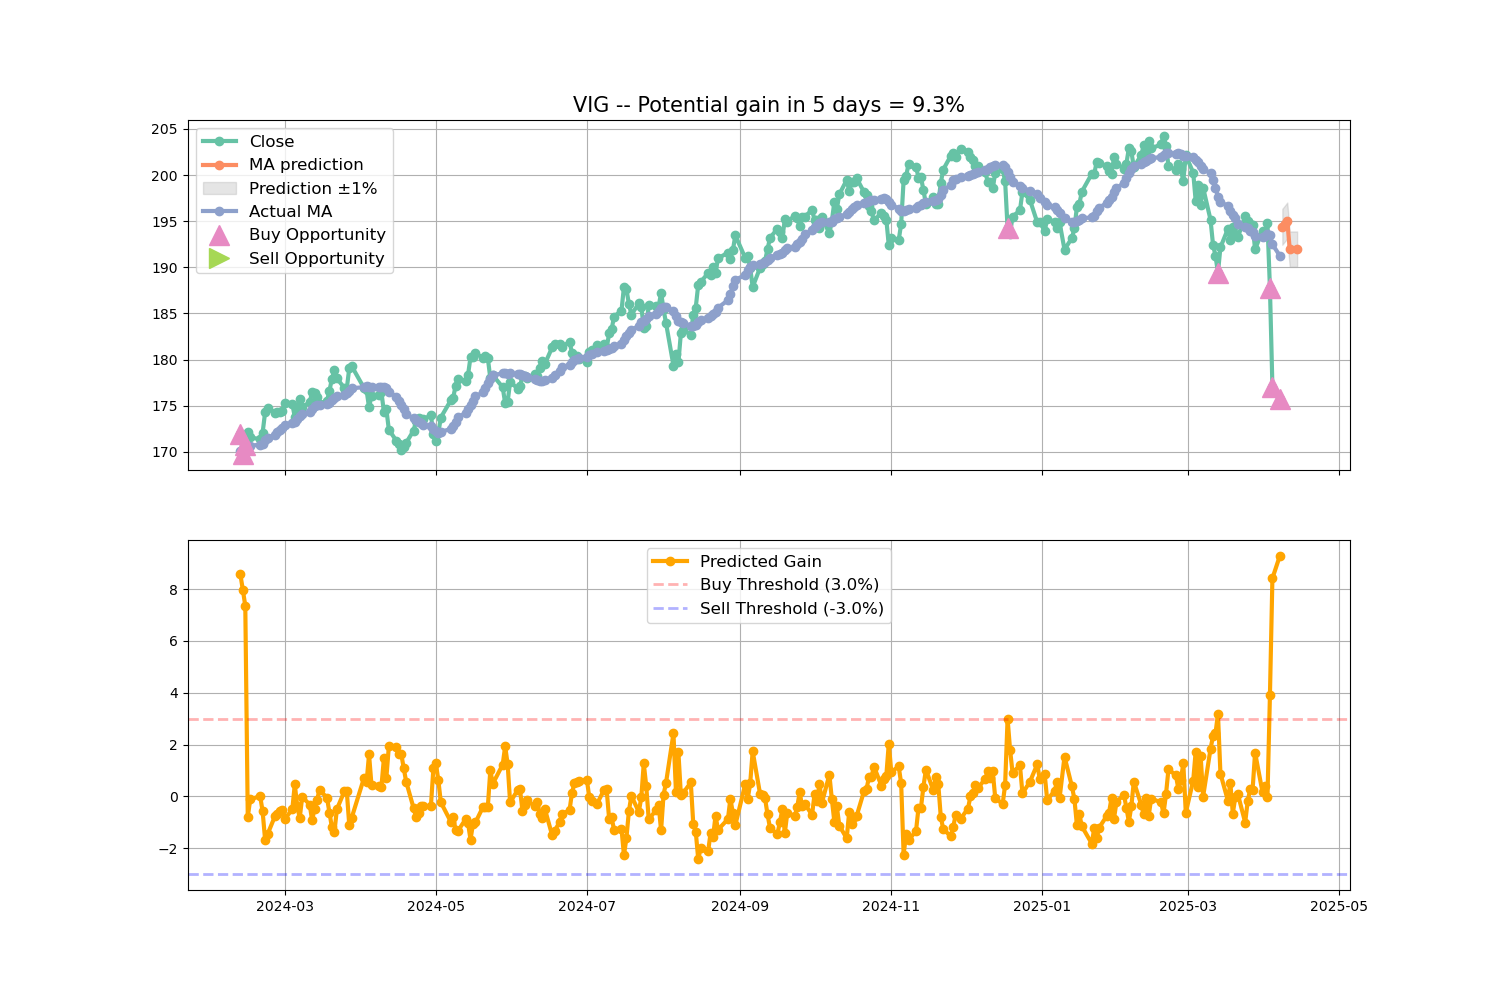 VIG -- Potential gain in 5 days = 9.3%
205
200
195
190
185
180
175
170
Close
MA prediction
Prediction ±1%
Actual MA
Buy Opportunity
Sell Opportunity
8
6
4
2
0
−2
Predicted Gain
Buy Threshold (3.0%)
Sell Threshold (-3.0%)
2024-03
2024-05
2024-07
2024-09
2024-11
2025-01
2025-03
2025-05